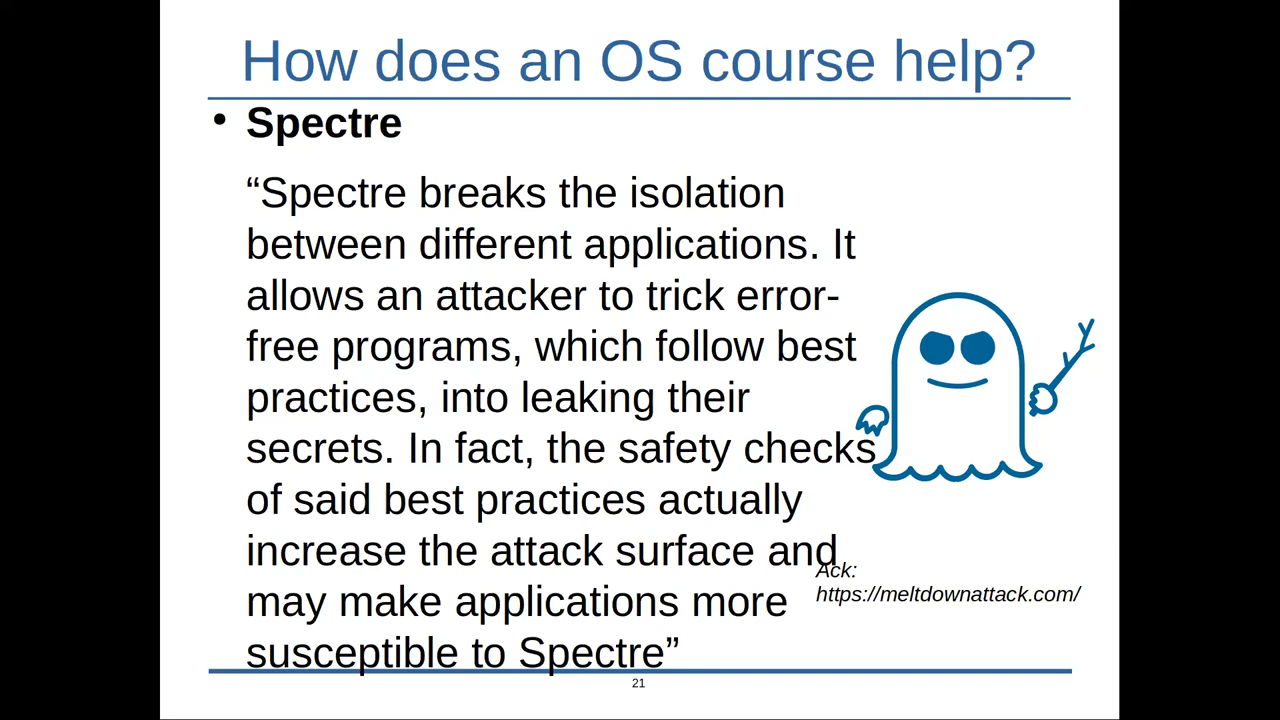 How does an OS course help?
• Spectre
“Spectre breaks the isolation
between different applications. It
allows an attacker to trick error-
free programs, which follow best
practices, into leaking their
secrets. In fact, the safety checks
of said best practices actually
increase the attack surface and
may make applications more
susceptible to Spectre”
Ack:
https://meltdownattack.com/
21